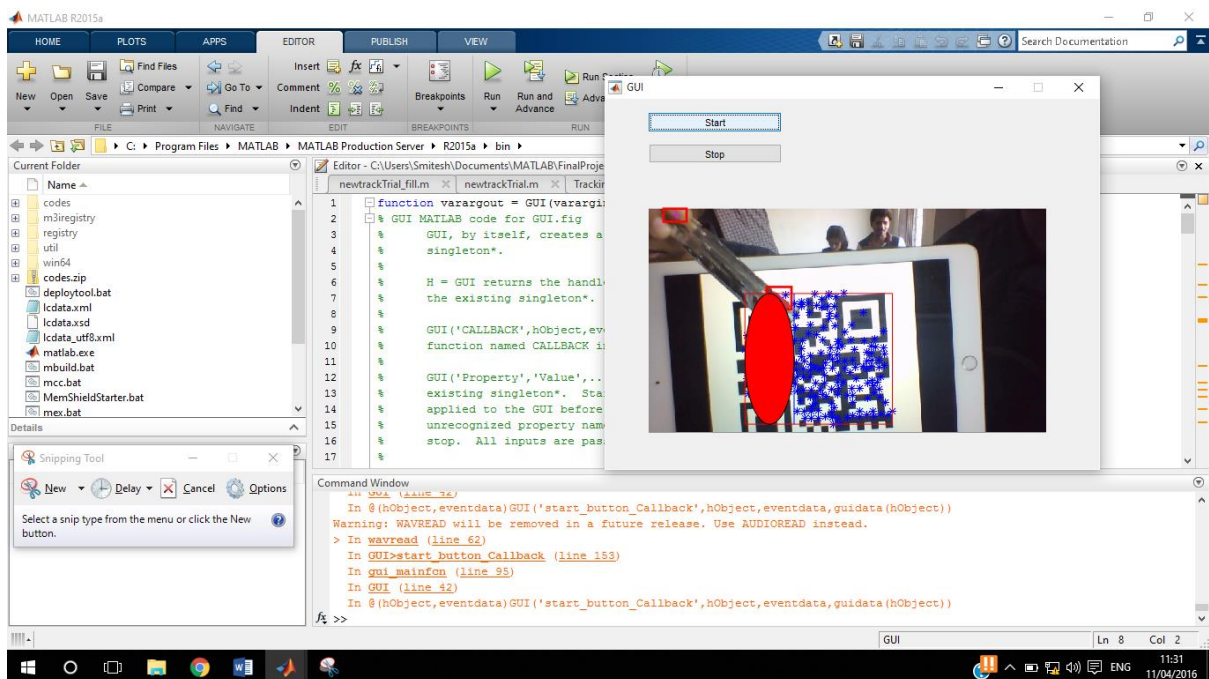 MATLAB R2015a
HOME PLOTS APPS EDITOR PUBLISH VIEW
Search Documentation
New Open Save
Find Files
Compare
Print
Go To
Find
Insert fx
Comment %
Indent
Breakpoints
Run
Run and
Advance
Run Section
FILE NAVIGATE EDIT BREAKPOINTS RUN
C: Program Files MATLAB MATLAB Production Server R2015a bin
Current Folder
Name
codes
m3iregistry
registry
util
win64
codes.zip
deploytool.bat
lcdata.xml
lcdata.xsd
lcdata_utf8.xml
matlab.exe
mbuild.bat
mcc.bat
MemShieldStarter.bat
mex.bat
Details
Snipping Tool
New Delay Cancel Options
Select a snip type from the menu or click the New
button.
Editor - C:\Users\Smitesh\Documents\MATLAB\FinalProje
newtrackTrial_fill.m newtrackTrial.m Trackin
1 function varargout = GUI(varargin
2 % GUI MATLAB code for GUI.fig
3 % GUI, by itself, creates a
4 % singleton*.
5 %
6 % H = GUI returns the handl
7 % the existing singleton*.
8 %
9 % GUI('CALLBACK',hObject,ev
10 % function named CALLBACK i
11 %
12 % GUI('Property','Value',..
13 % existing singleton*. Sta
14 % applied to the GUI before
15 % unrecognized property nam
16 % stop. All inputs are pas
17 %
GUI
Start
Stop
Command Window
In GUI (line 42)
In @(hObject,eventdata)GUI('start_button_Callback',hObject,eventdata,guidata(hObject))
Warning: WAVREAD will be removed in a future release. Use AUDIOREAD instead.
> In wavread (line 62)
In GUI>start_button_Callback (line 153)
In gui_mainfcn (line 95)
In GUI (line 42)
In @(hObject,eventdata)GUI('start_button_Callback',hObject,eventdata,guidata(hObject))
fx >>
GUI Ln 8 Col 2
ENG 11:31
11/04/2016